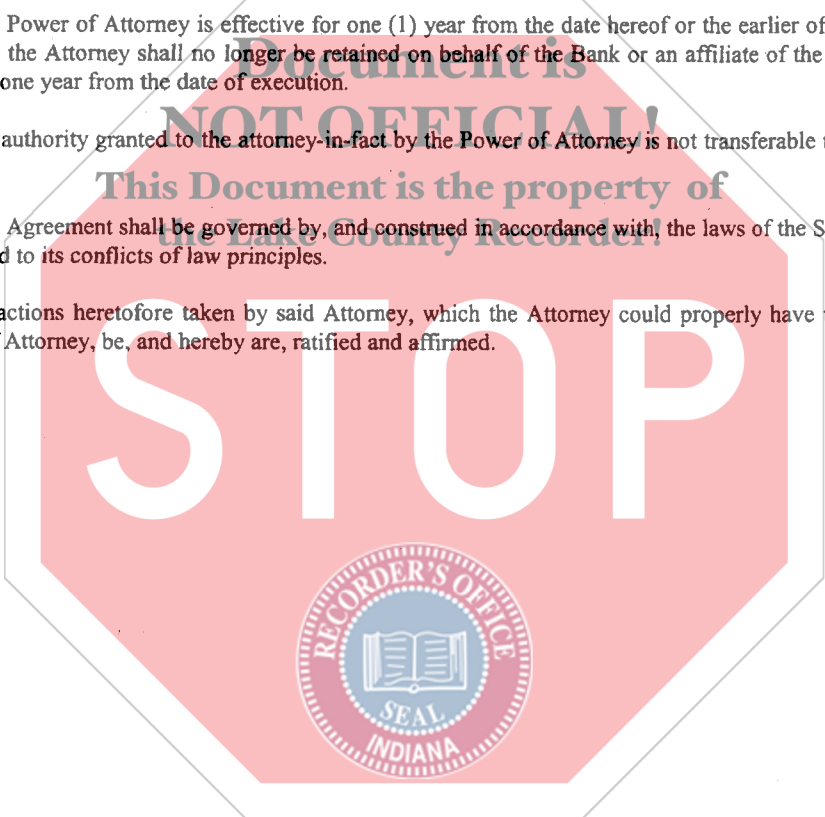 Power of Attorney is effective for one (1) year from the date hereof or the earlier of
the Attorney shall no longer be retained on behalf of the Bank or an affiliate of the
Document is
one year from the date of execution.
NOT OFFICIAL!
authority granted to the attorney-in-fact by the Power of Attorney is not transferable
This Document is the property of
the Lake County Recorder!
Agreement shall be governed by, and construed in accordance with, the laws of the S
d to its conflicts of law principles.
actions heretofore taken by said Attorney, which the Attorney could properly have
Attorney, be, and hereby are, ratified and affirmed.
STOP
RECORDER'S OFFICE
SEAL
INDIANA